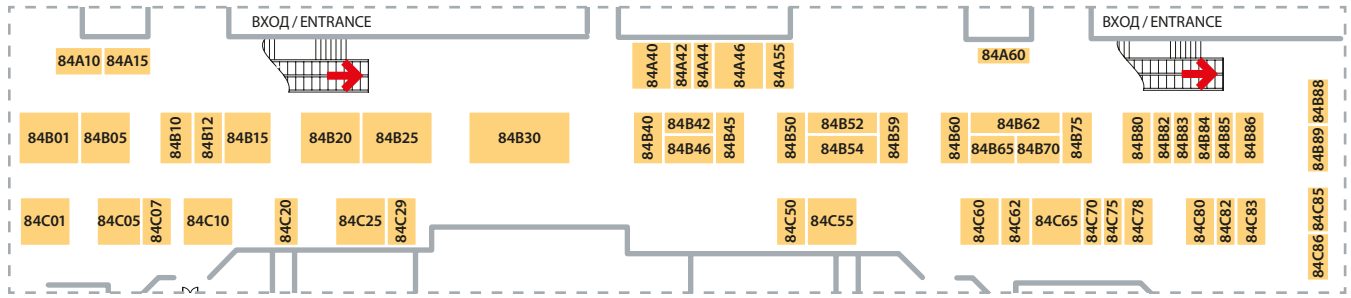 ВХОД / ENTRANCE
ВХОД / ENTRANCE
84A10
84A15
84A40
84A42
84A44
84A46
84A55
84A60
84B01
84B05
84B10
84B12
84B15
84B20
84B25
84B30
84B40
84B42
84B46
84B45
84B50
84B52
84B54
84B59
84B60
84B62
84B65
84B70
84B75
84B80
84B82
84B83
84B84
84B85
84B86
84B88
84B89
84C01
84C05
84C07
84C10
84C20
84C25
84C29
84C50
84C55
84C60
84C62
84C65
84C70
84C75
84C78
84C80
84C82
84C83
84C85
84C86